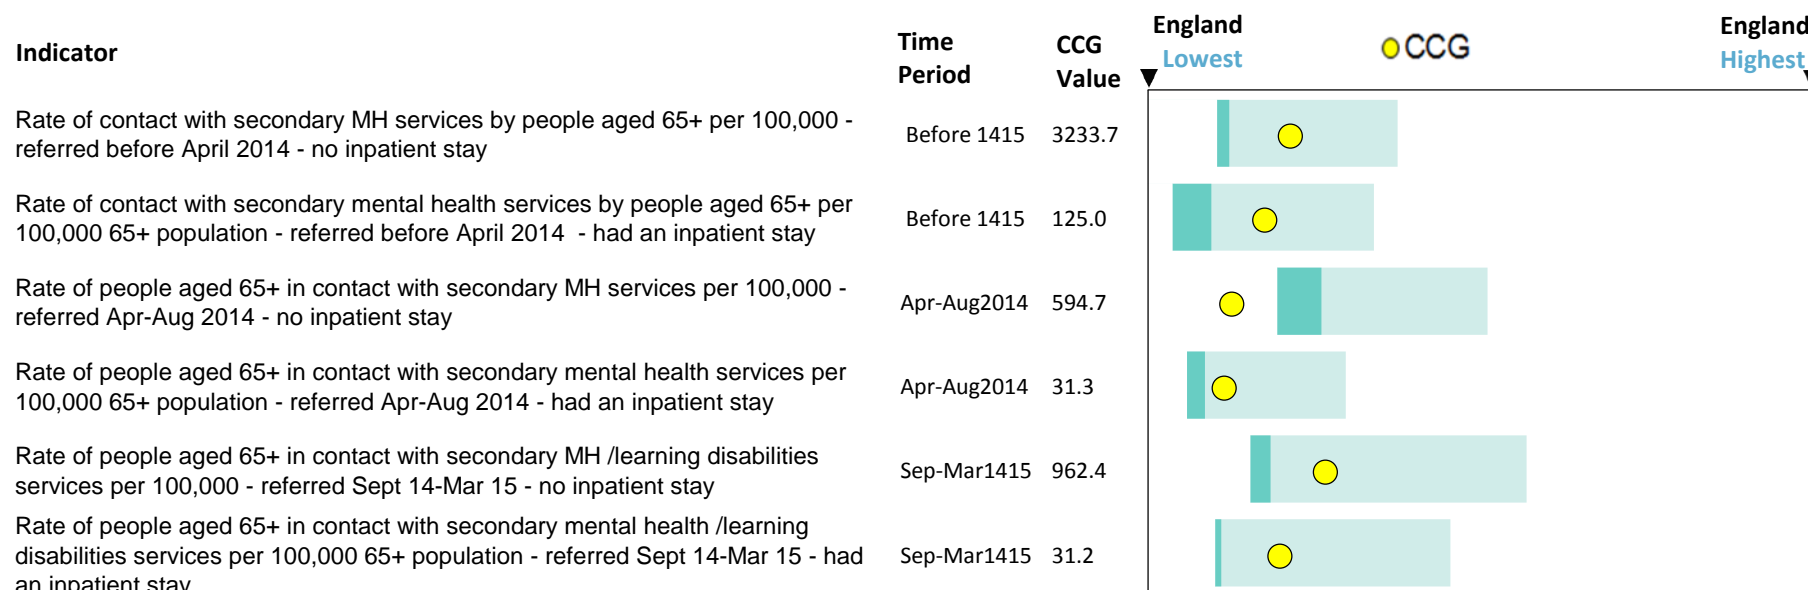 Indicator
Time Period
CCG Value
England Lowest
CCG
England Highest
Rate of contact with secondary MH services by people aged 65+ per 100,000 -
referred before April 2014 - no inpatient stay
Before 1415 3233.7
Rate of contact with secondary mental health services by people aged 65+ per
100,000 65+ population - referred before April 2014  - had an inpatient stay
Before 1415 125.0
Rate of people aged 65+ in contact with secondary MH services per 100,000 -
referred Apr-Aug 2014 - no inpatient stay
Apr-Aug2014 594.7
Rate of people aged 65+ in contact with secondary mental health services per
100,000 65+ population - referred Apr-Aug 2014 - had an inpatient stay
Apr-Aug2014 31.3
Rate of people aged 65+ in contact with secondary MH /learning disabilities
services per 100,000 - referred Sept 14-Mar 15 - no inpatient stay
Sep-Mar1415 962.4
Rate of people aged 65+ in contact with secondary mental health /learning
disabilities services per 100,000 65+ population - referred Sept 14-Mar 15 - had
an inpatient stay
Sep-Mar1415 31.2